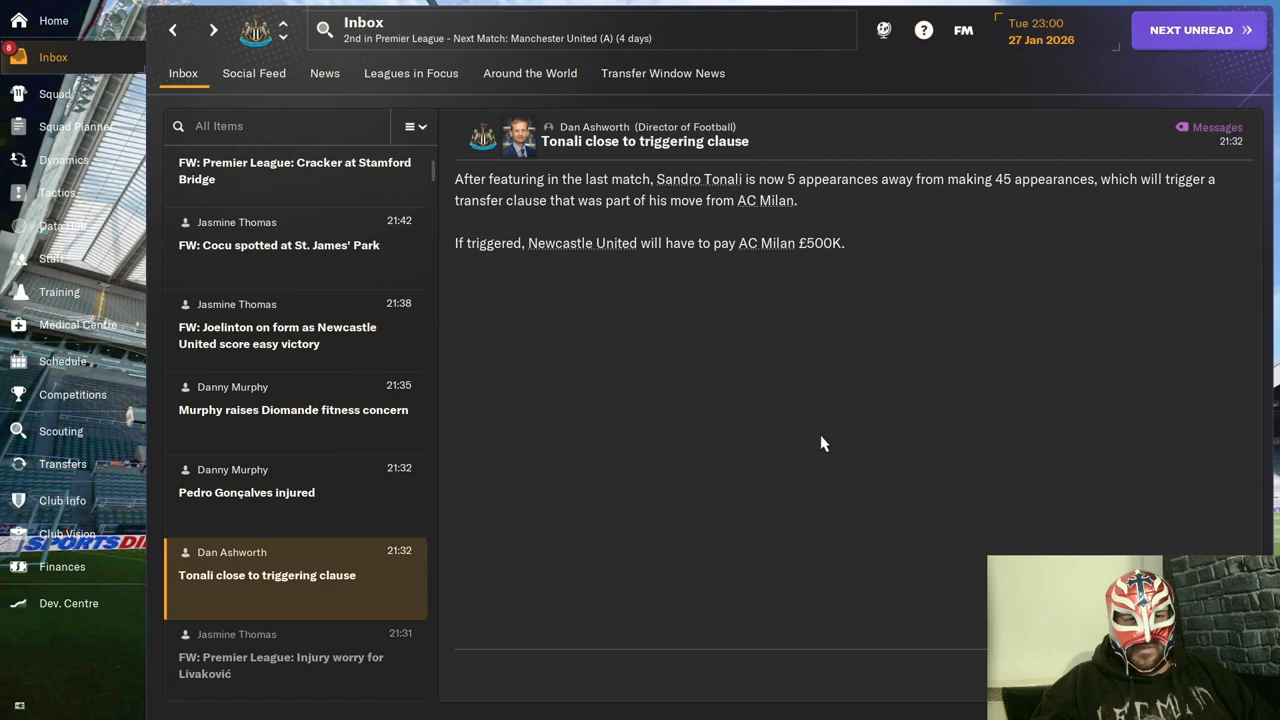 Home
8
Inbox
Squad
Squad Planner
Dynamics
Tactics
Data Hub
Staff
Training
Medical Centre
Schedule
Competitions
Scouting
Transfers
Club Info
Club Vision
SPORTS DI
Finances
Dev. Centre
Inbox
2nd in Premier League - Next Match: Manchester United (A) (4 days)
?
FM
Tue 23:00
27 Jan 2026
NEXT UNREAD
Inbox
Social Feed
News
Leagues in Focus
Around the World
Transfer Window News
All Items
FW: Premier League: Cracker at Stamford
Bridge
Jasmine Thomas 21:42
FW: Cocu spotted at St. James' Park
Jasmine Thomas 21:38
FW: Joelinton on form as Newcastle
United score easy victory
Danny Murphy 21:35
Murphy raises Diomande fitness concern
Danny Murphy 21:32
Pedro Gonçalves injured
Dan Ashworth 21:32
Tonali close to triggering clause
Jasmine Thomas 21:31
FW: Premier League: Injury worry for
Livaković
Dan Ashworth (Director of Football)
Tonali close to triggering clause
Messages
21:32
After featuring in the last match, Sandro Tonali is now 5 appearances away from making 45 appearances, which will trigger a
transfer clause that was part of his move from AC Milan.
If triggered, Newcastle United will have to pay AC Milan £500K.